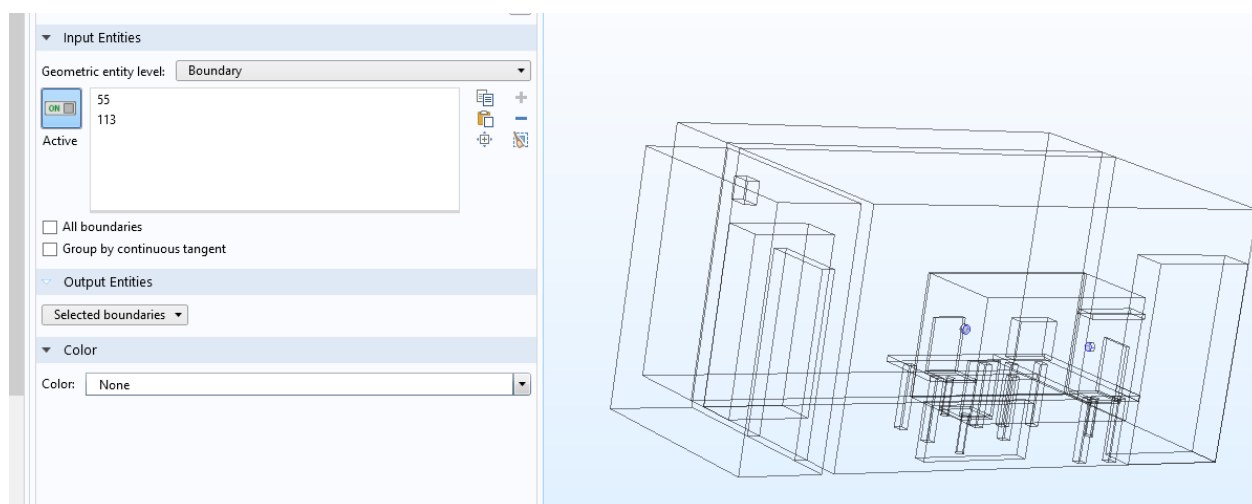 Input Entities
Geometric entity level: Boundary
55
ON
113
Active
All boundaries
Group by continuous tangent
Output Entities
Selected boundaries
Color
Color: None